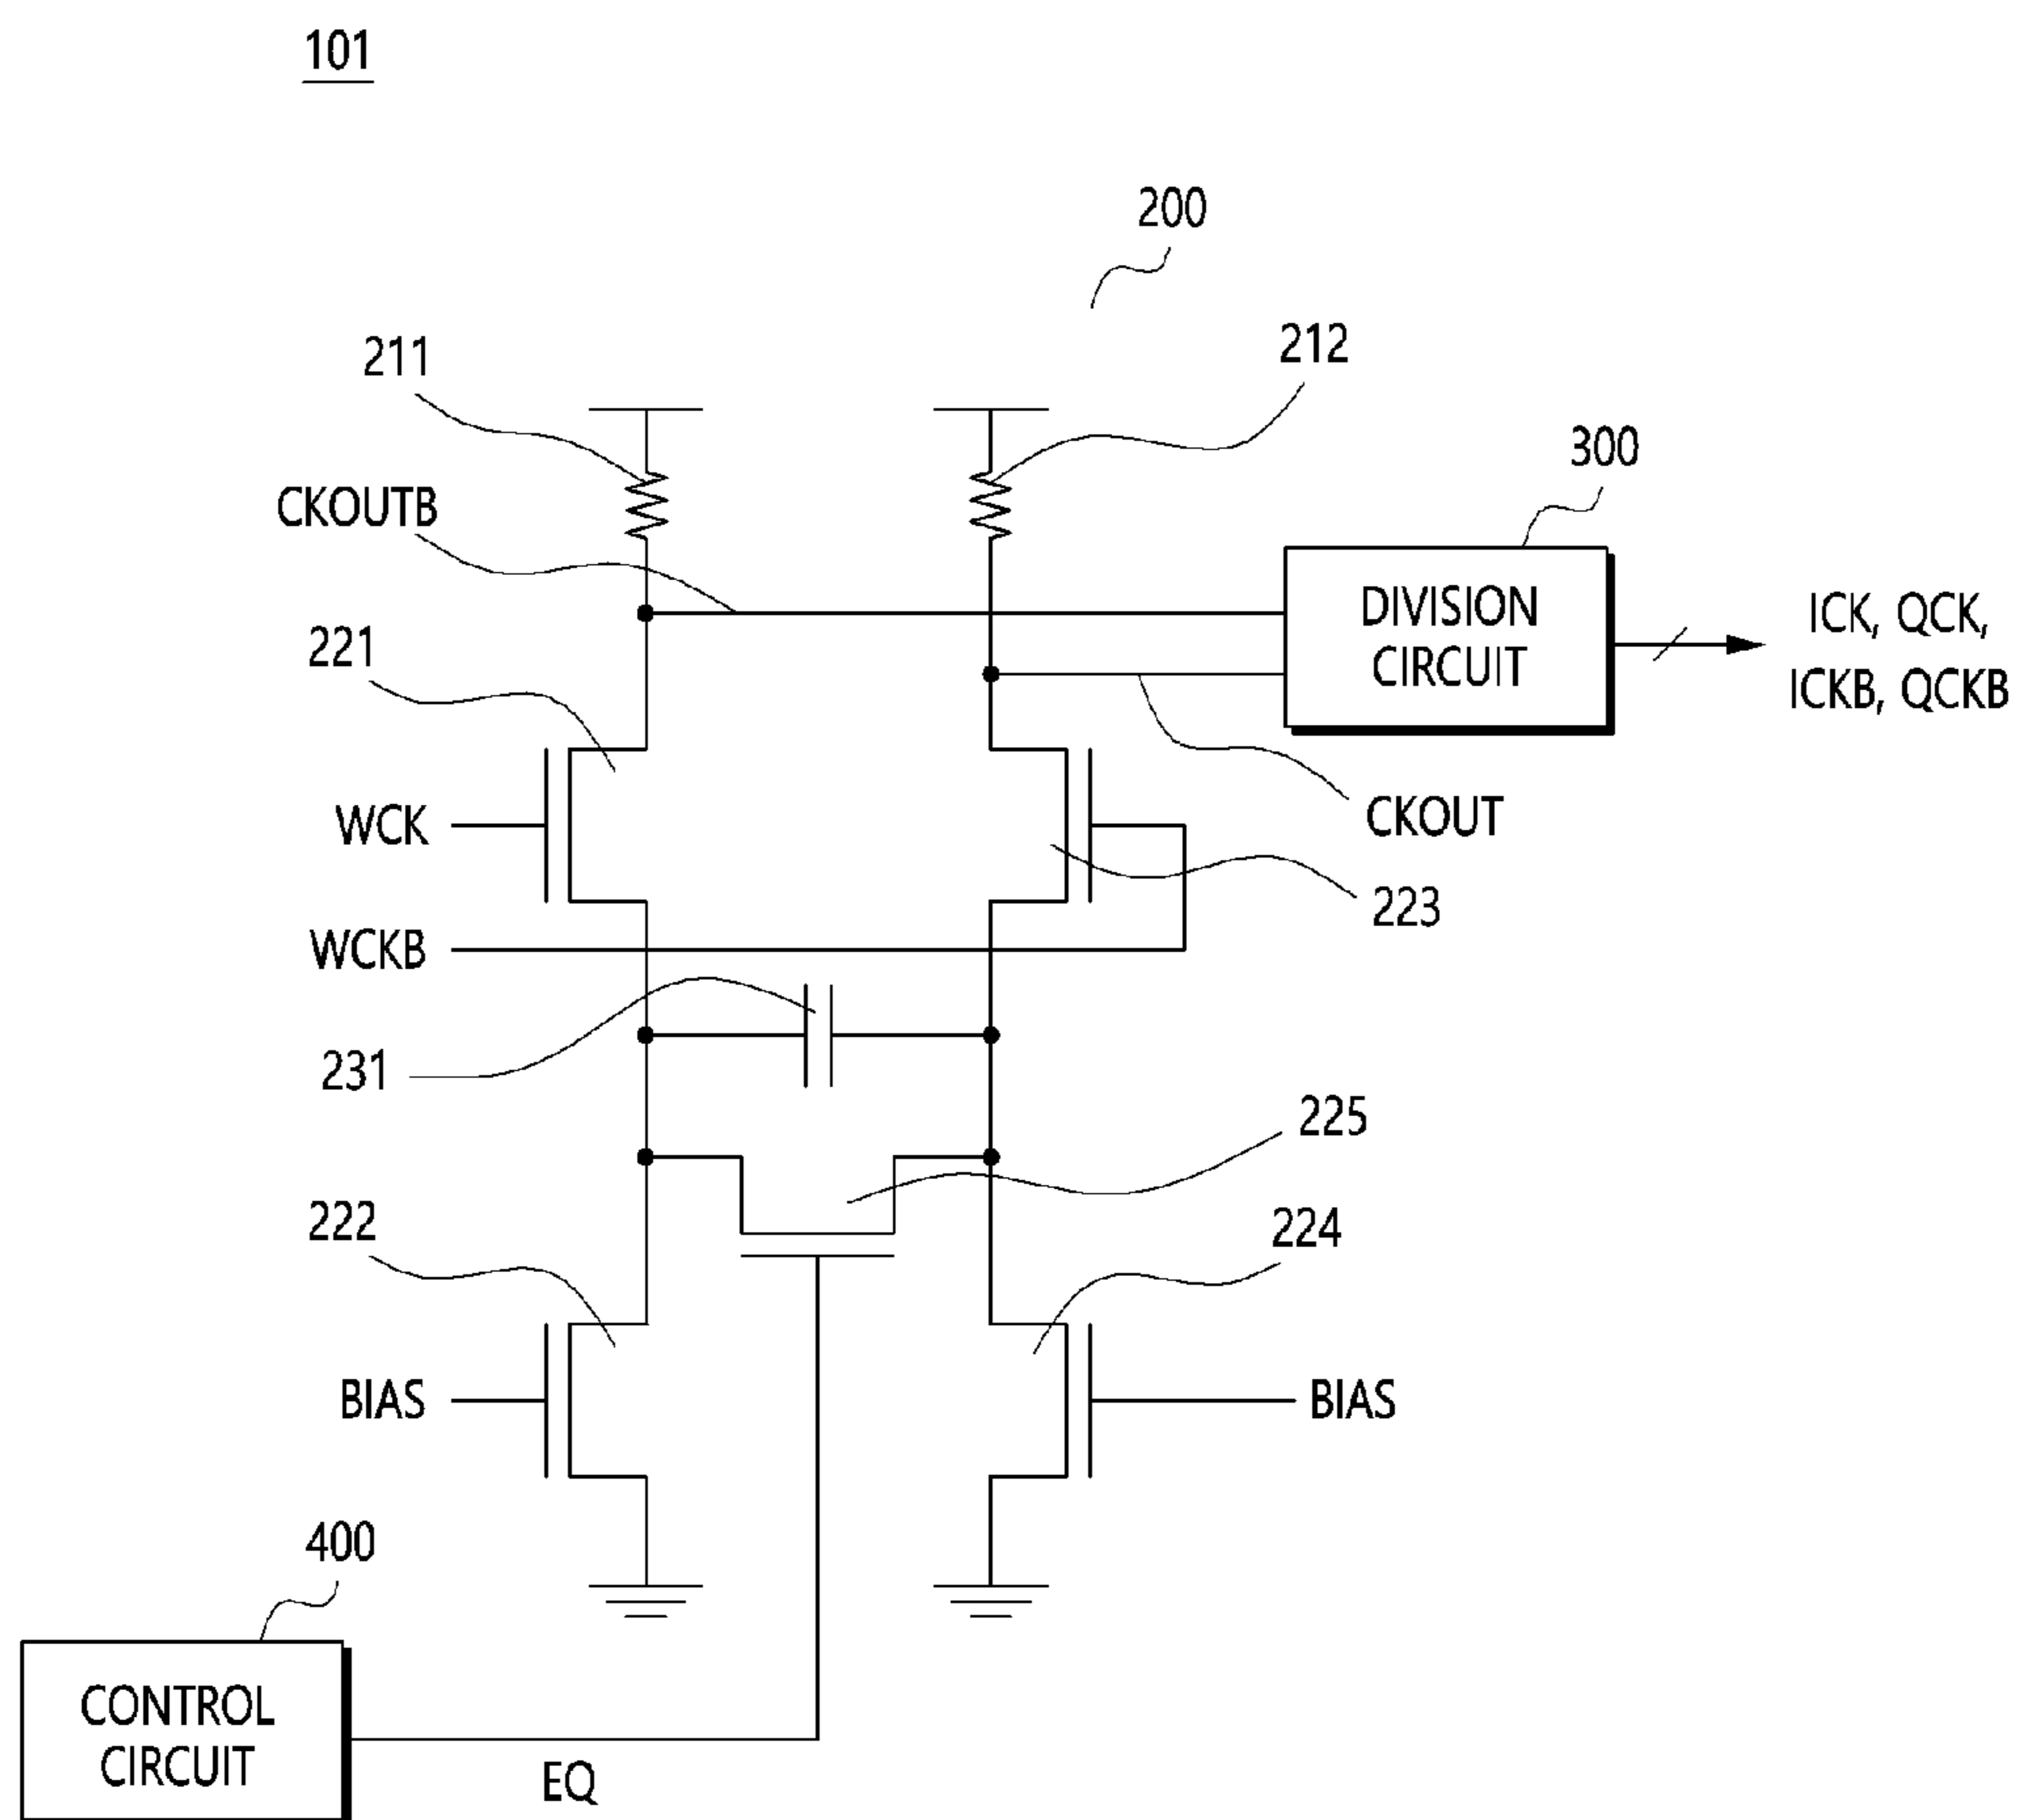 101
200
211
212
CKOUTB
300
DIVISION
CIRCUIT
ICK, QCK,
ICKB, QCKB
221
WCK
CKOUT
223
WCKB
231
225
222
224
BIAS
BIAS
400
CONTROL
CIRCUIT
EQ